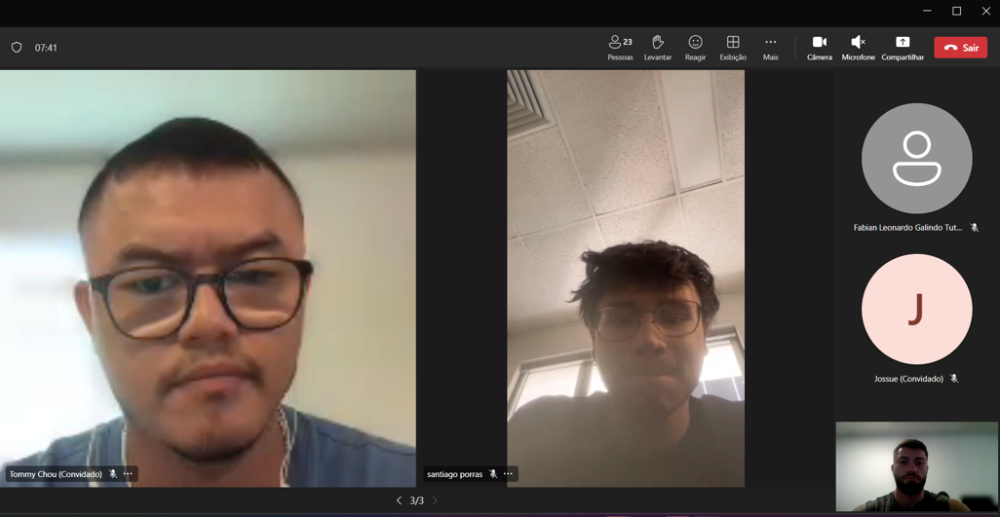 07:41
23
Pessoas
Levantar
Reagir
Exibição
Mais
Câmera
Microfone
Compartilhar
Sair
Fabian Leonardo Galindo Tut...
J
Jossue (Convidado)
Tommy Chou (Convidado)
santiago porras
3/3